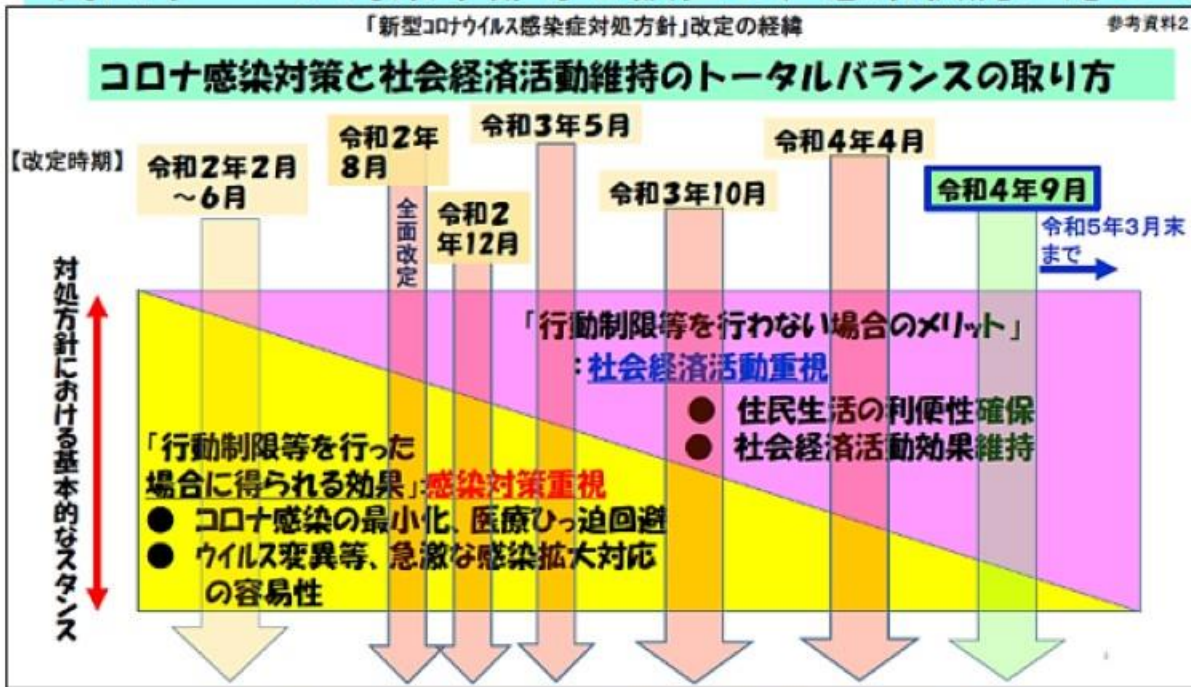 「新型コロナウイルス感染症対処方針」改定の経緯
参考資料2
コロナ感染対策と社会経済活動維持のトータルバランスの取り方
【改定時期】
令和2年2月
～6月
令和2年
8月
全面改定
令和2
年12月
令和3年5月
令和3年10月
令和4年4月
令和4年9月
令和5年3月末
まで
対処方針における基本的なスタンス
「行動制限等を行わない場合のメリット」
：社会経済活動重視
● 住民生活の利便性確保
● 社会経済活動効果維持
「行動制限等を行った
場合に得られる効果」:感染対策重視
● コロナ感染の最小化、医療ひっ迫回避
● ウイルス変異等、急激な感染拡大対応
の容易性